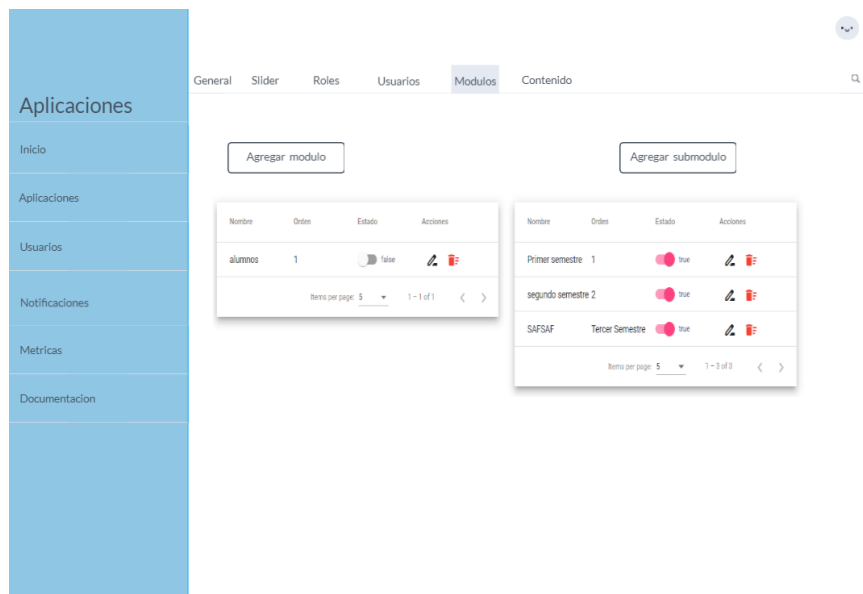 General Slider Roles Usuarios Modulos Contenido
Aplicaciones
Inicio
Aplicaciones
Usuarios
Notificaciones
Metricas
Documentacion
Agregar modulo
Nombre Orden Estado Acciones
alumnos 1 false
Items per page: 5 1 – 1 of 1
Agregar submodulo
Nombre Orden Estado Acciones
Primer semestre 1 true
segundo semestre 2 true
SAFSAF Tercer Semestre true
Items per page: 5 1 – 3 of 3